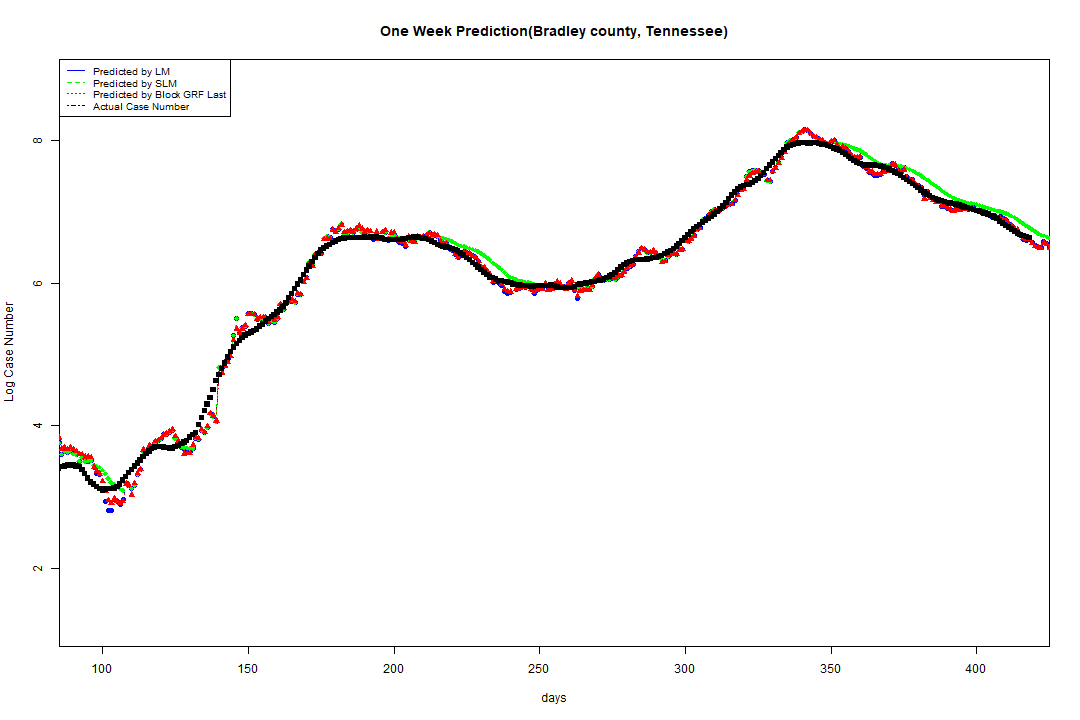 One Week Prediction(Bradley county, Tennessee)
Predicted by LM
Predicted by SLM
Predicted by Block GRF Last
Actual Case Number
8
6
4
2
Log Case Number
100 150 200 250 300 350 400
days